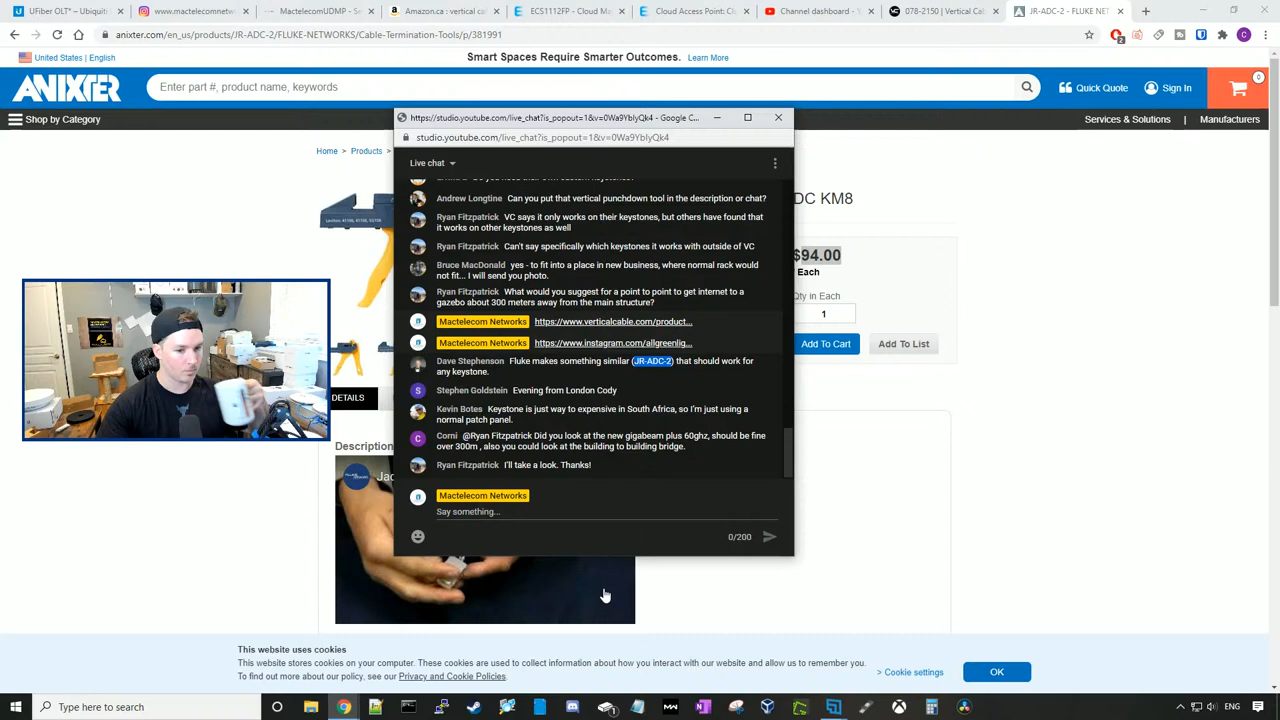 UFiber OLT™ – Ubiquiti
www.mactelecomnetw
MactelecomUDMP - Z
Amazon.ca : vertical c
ECS1112FP - Cloud Ma
Cloud Access Point: Cl
Channel dashboard - Y
078-2150 | Vertical Cab
JR-ADC-2 - FLUKE NET
anixter.com/en_us/products/JR-ADC-2/FLUKE-NETWORKS/Cable-Termination-Tools/p/381991
United States | English
Smart Spaces Require Smarter Outcomes. Learn More
ANIXTER
Enter part #, product name, keywords
Quick Quote
Sign In
0
Shop by Category
Services & Solutions | Manufacturers
Home > Products >
https://studio.youtube.com/live_chat?is_popout=1&v=0Wa9YbIyQk4 - Google C...
studio.youtube.com/live_chat?is_popout=1&v=0Wa9YbIyQk4
Live chat
Andrew Longtine Can you put that vertical punchdown tool in the description or chat?
Ryan Fitzpatrick VC says it only works on their keystones, but others have found that
it works on other keystones as well
Ryan Fitzpatrick Can't say specifically which keystones it works with outside of VC
Bruce MacDonald yes - to fit into a place in new business, where normal rack would
not fit... I will send you photo.
Ryan Fitzpatrick What would you suggest for a point to point to get internet to a
gazebo about 300 meters away from the main structure?
Mactelecom Networks https://www.verticalcable.com/product...
Mactelecom Networks https://www.instagram.com/allgreenlig...
Dave Stephenson Fluke makes something similar (JR-ADC-2) that should work for
any keystone.
Stephen Goldstein Evening from London Cody
Kevin Botes Keystone is just way to expensive in South Africa, so I'm just using a
normal patch panel.
Corni @Ryan Fitzpatrick Did you look at the new gigabeam plus 60ghz, should be fine
over 300m , also you could look at the building to building bridge.
Ryan Fitzpatrick I'll take a look. Thanks!
Mactelecom Networks
Say something...
0/200
DC KM8
$94.00
Each
Qty in Each
1
Add To Cart
Add To List
DETAILS
Description
Jac
This website uses cookies
This website stores cookies on your computer. These cookies are used to collect information about how you interact with our website and allow us to remember you.
To find out more about our policy, see our Privacy and Cookie Policies.
> Cookie settings
OK
Type here to search
ENG